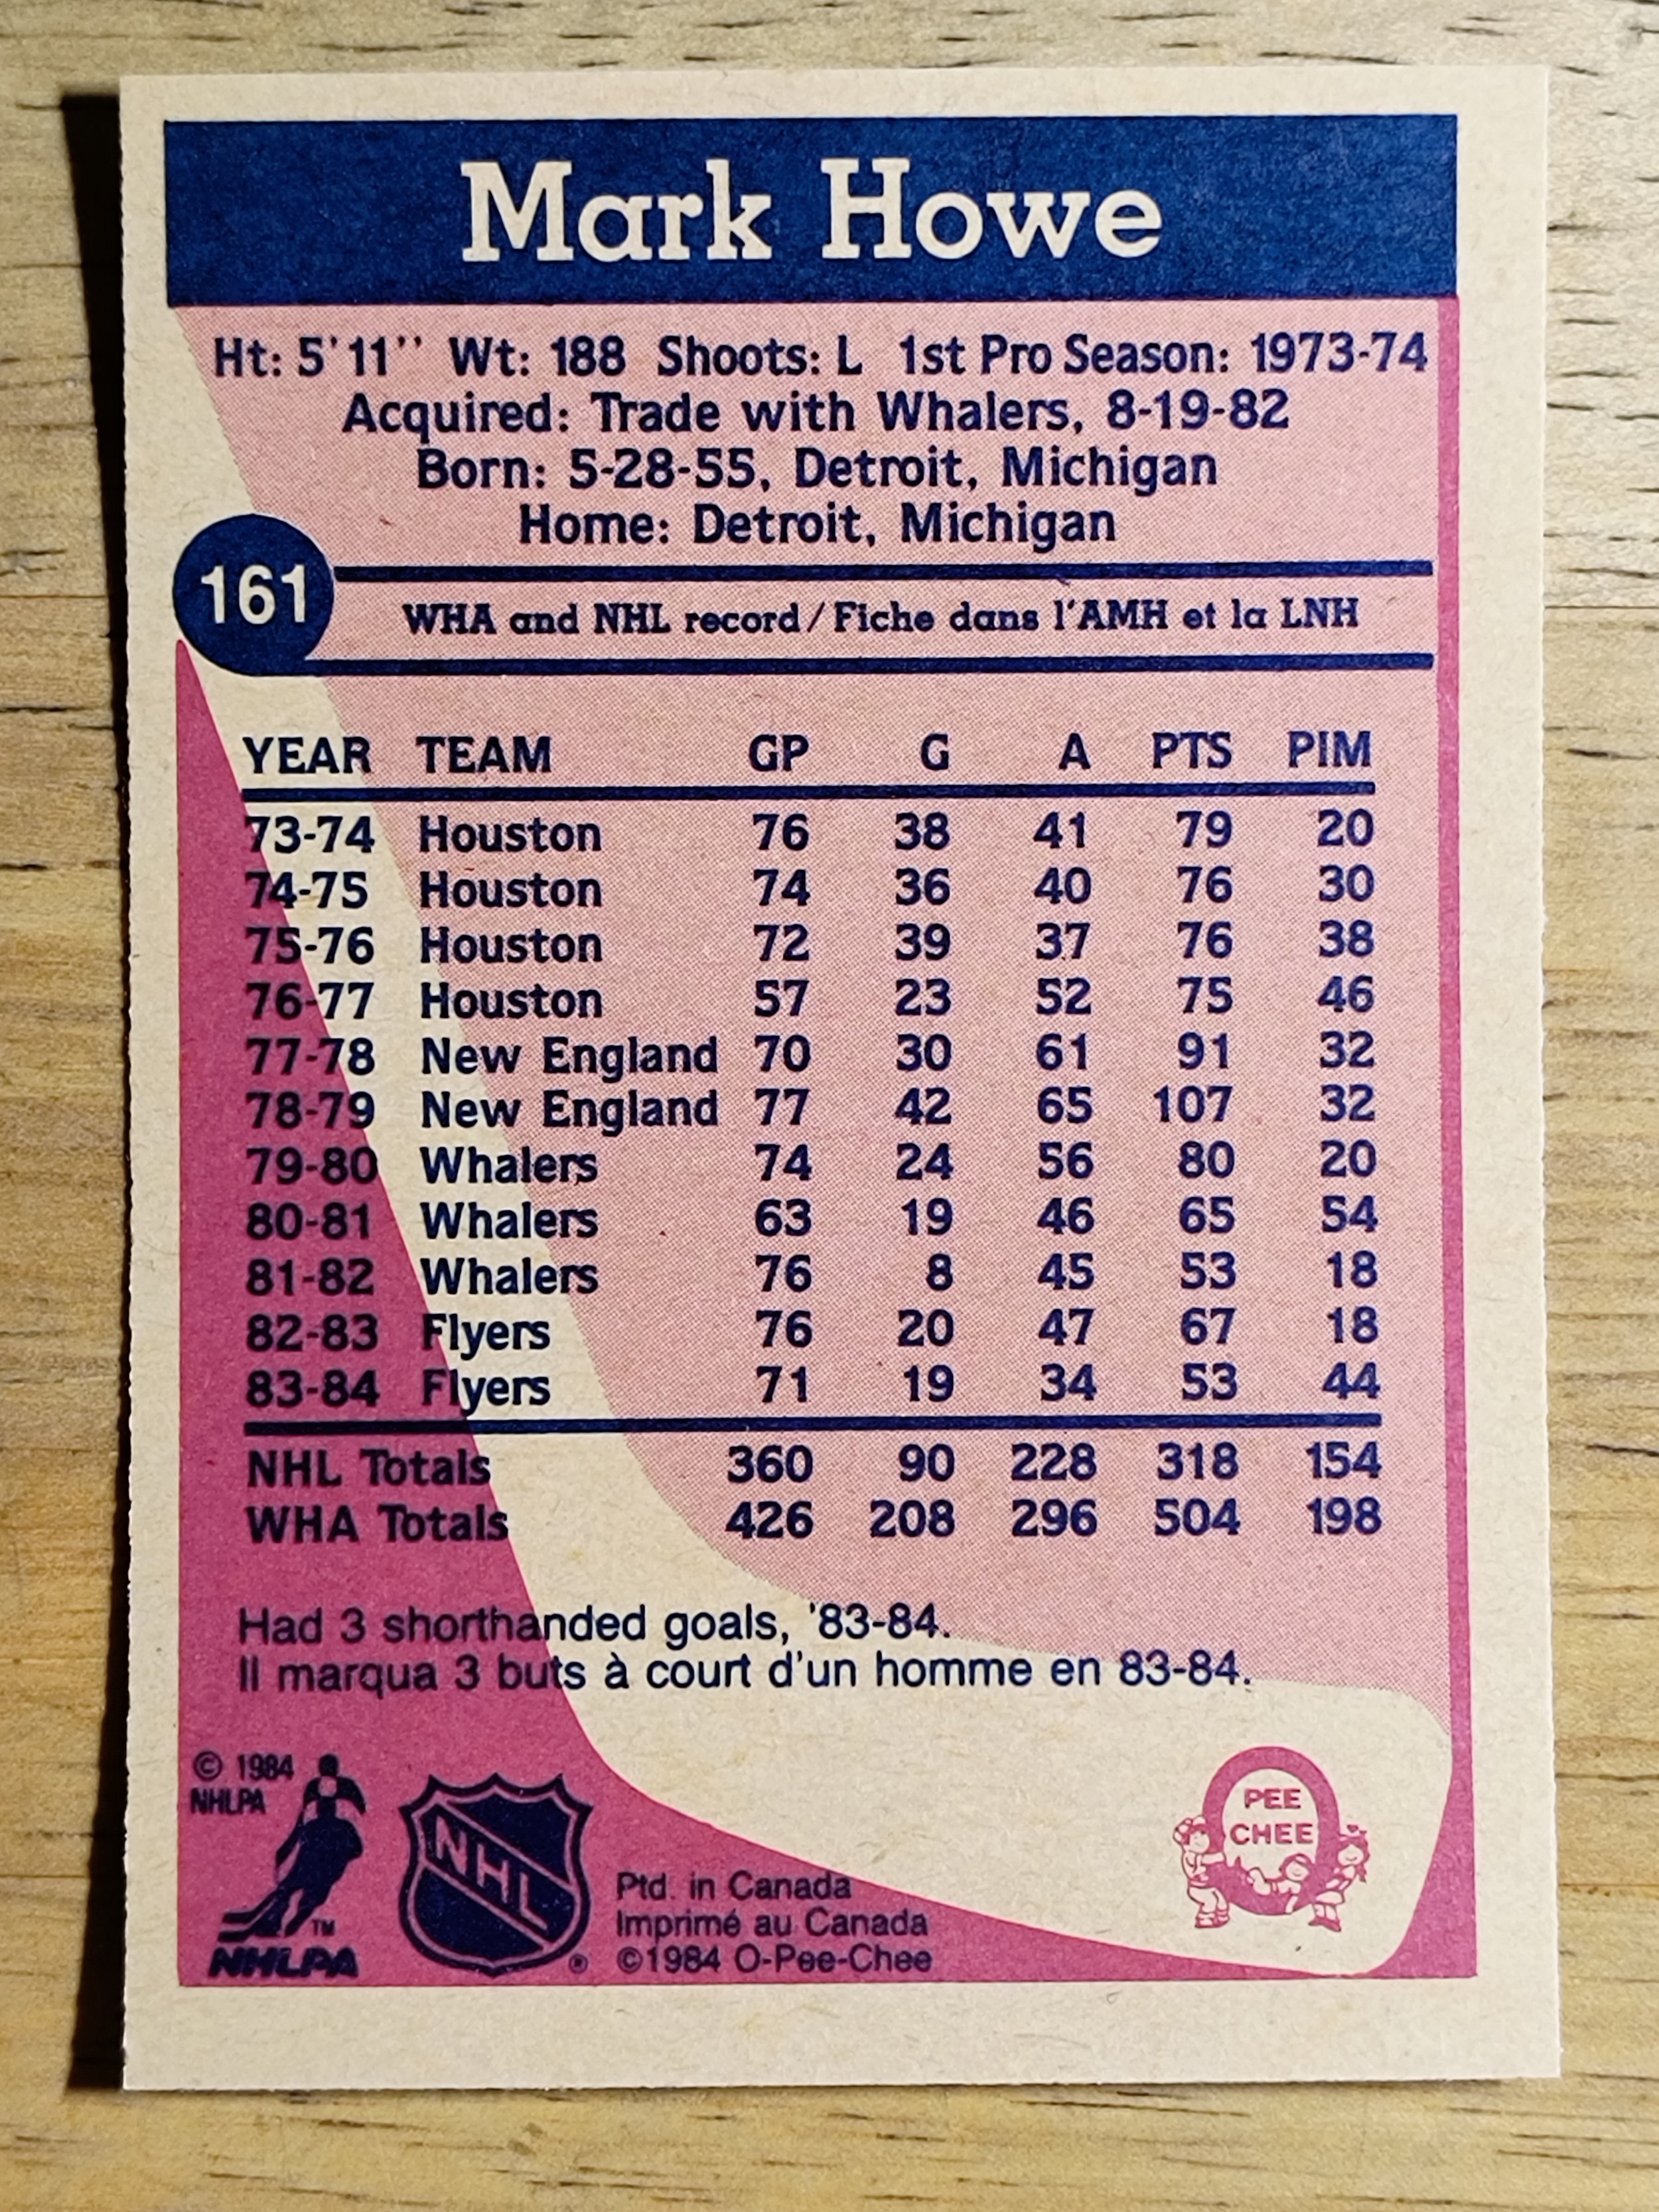 Mark Howe
Ht: 5'11'' Wt: 188 Shoots: L 1st Pro Season: 1973-74
Acquired: Trade with Whalers, 8-19-82
Born: 5-28-55, Detroit, Michigan
Home: Detroit, Michigan
161
WHA and NHL record/Fiche dans l'AMH et la LNH
YEAR TEAM GP G A PTS PIM
73-74 Houston 76 38 41 79 20
74-75 Houston 74 36 40 76 30
75-76 Houston 72 39 37 76 38
76-77 Houston 57 23 52 75 46
77-78 New England 70 30 61 91 32
78-79 New England 77 42 65 107 32
79-80 Whalers 74 24 56 80 20
80-81 Whalers 63 19 46 65 54
81-82 Whalers 76 8 45 53 18
82-83 Flyers 76 20 47 67 18
83-84 Flyers 71 19 34 53 44
NHL Totals 360 90 228 318 154
WHA Totals 426 208 296 504 198
Had 3 shorthanded goals, '83-84.
Il marqua 3 buts à court d'un homme en 83-84.
© 1984
NHLPA
TM
NHLPA
NHL
®
Ptd. in Canada
Imprimé au Canada
©1984 O-Pee-Chee
PEE
CHEE